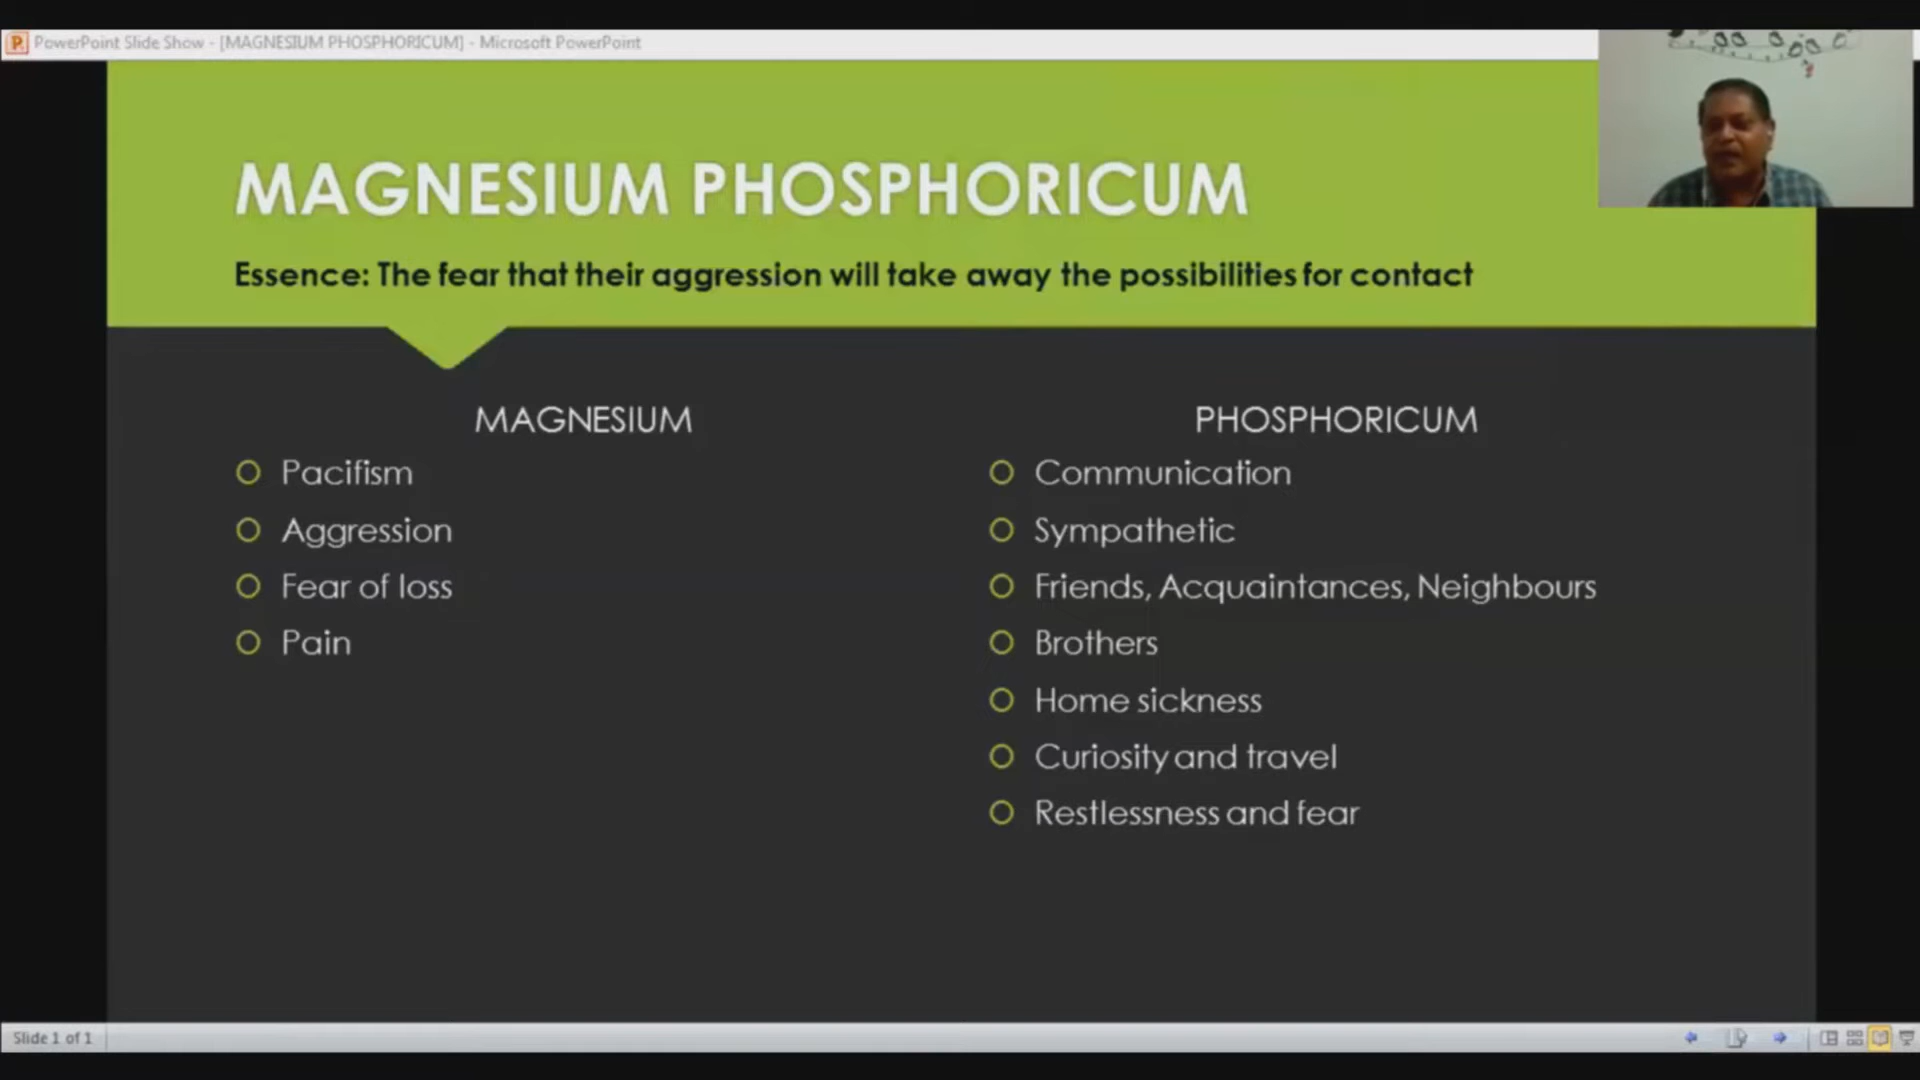 PowerPoint Slide Show - [MAGNESIUM PHOSPHORICUM] - Microsoft PowerPoint
MAGNESIUM PHOSPHORICUM
Essence: The fear that their aggression will take away the possibilities for contact
MAGNESIUM
Pacifism
Aggression
Fear of loss
Pain
PHOSPHORICUM
Communication
Sympathetic
Friends, Acquaintances, Neighbours
Brothers
Home sickness
Curiosity and travel
Restlessness and fear
Slide 1 of 1